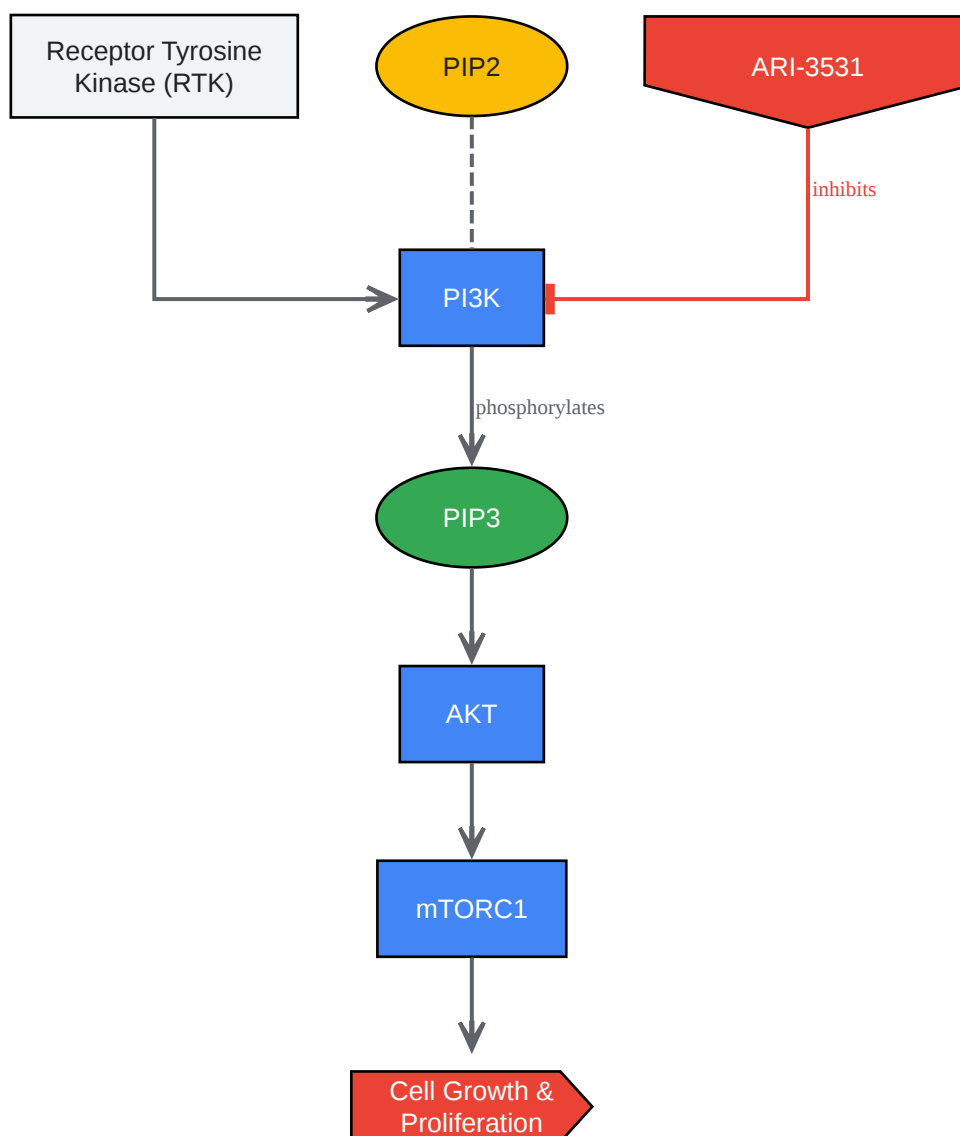 Receptor Tyrosine
Kinase (RTK)
PIP2
ARI-3531
inhibits
PI3K
phosphorylates
PIP3
AKT
mTORC1
Cell Growth &
Proliferation